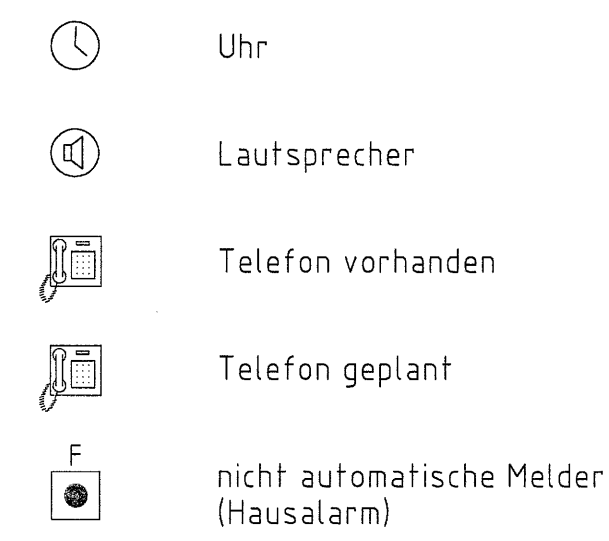 Uhr
Lautsprecher
Telefon vorhanden
Telefon geplant
F
nicht automatische Melder
(Hausalarm)